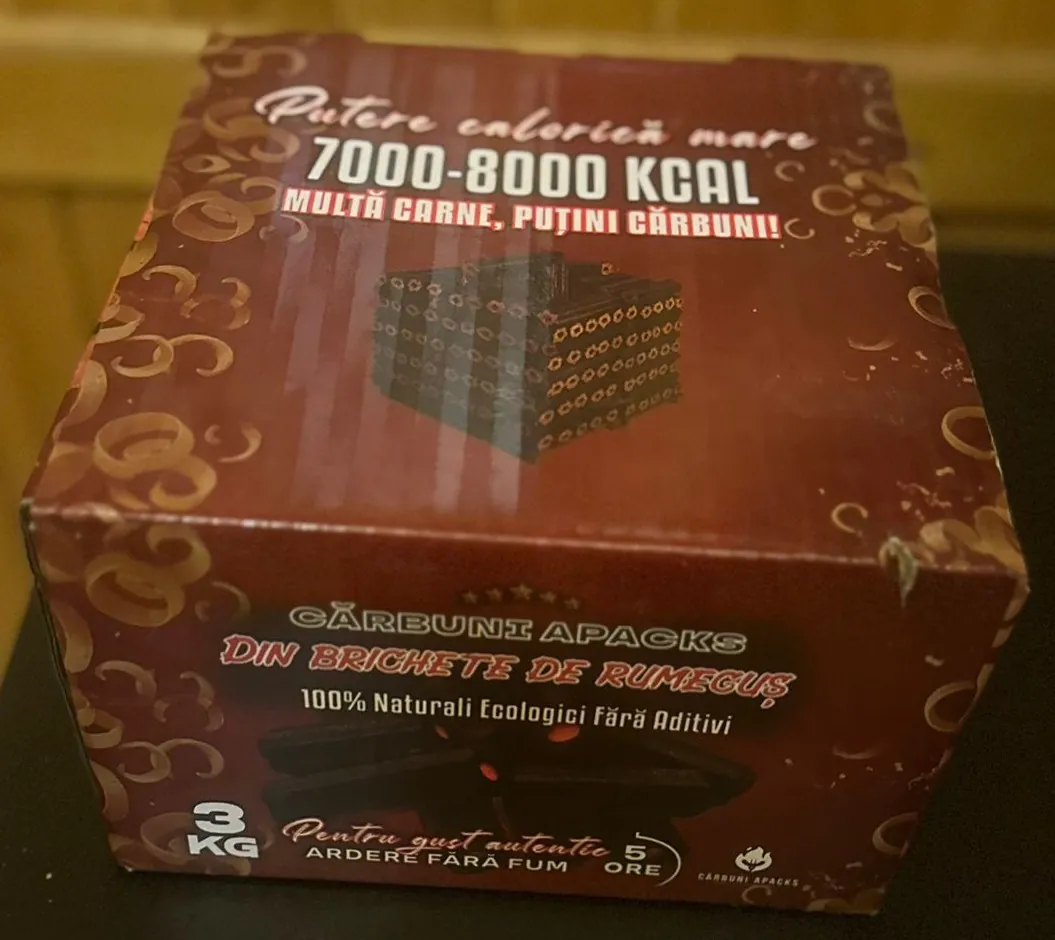 Putere calorică mare
7000-8000 KCAL
MULTĂ CARNE, PUȚINI CĂRBUNI!
CĂRBUNI APACKS
DIN BRICHETE DE RUMEGUȘ
100% Naturali Ecologici Fără Aditivi
3
KG
Pentru gust autentic
ARDERE FĂRĂ FUM
5
ORE
CĂRBUNI APACKS